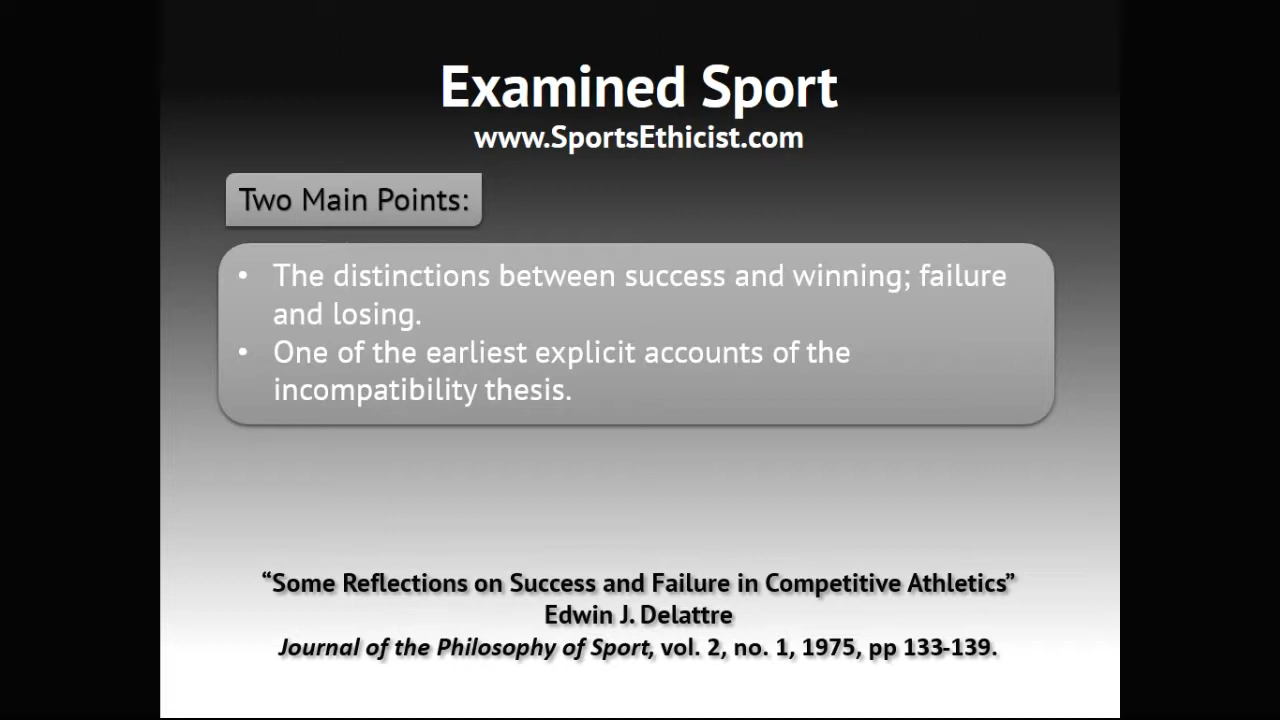 Examined Sport
www.SportsEthicist.com
Two Main Points:
• The distinctions between success and winning; failure
and losing.
• One of the earliest explicit accounts of the
incompatibility thesis.
“Some Reflections on Success and Failure in Competitive Athletics”
Edwin J. Delattre
Journal of the Philosophy of Sport, vol. 2, no. 1, 1975, pp 133-139.